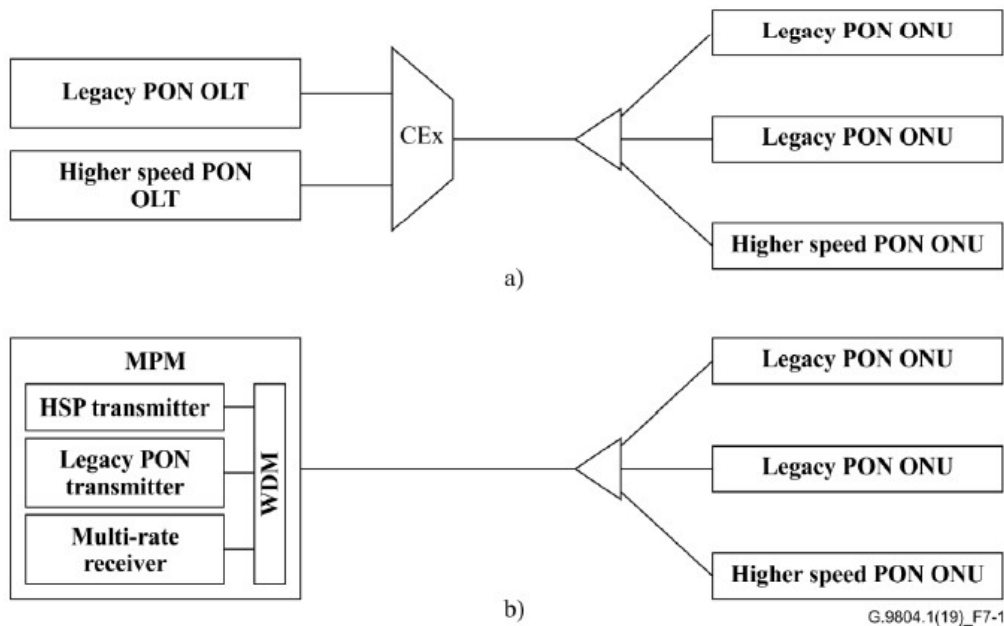 Legacy PON OLT
Higher speed PON
OLT
CEx
Legacy PON ONU
Legacy PON ONU
Higher speed PON ONU
a)
MPM
HSP transmitter
Legacy PON
transmitter
Multi-rate
receiver
WDM
Legacy PON ONU
Legacy PON ONU
Higher speed PON ONU
b)
G.9804.1(19)_F7-1